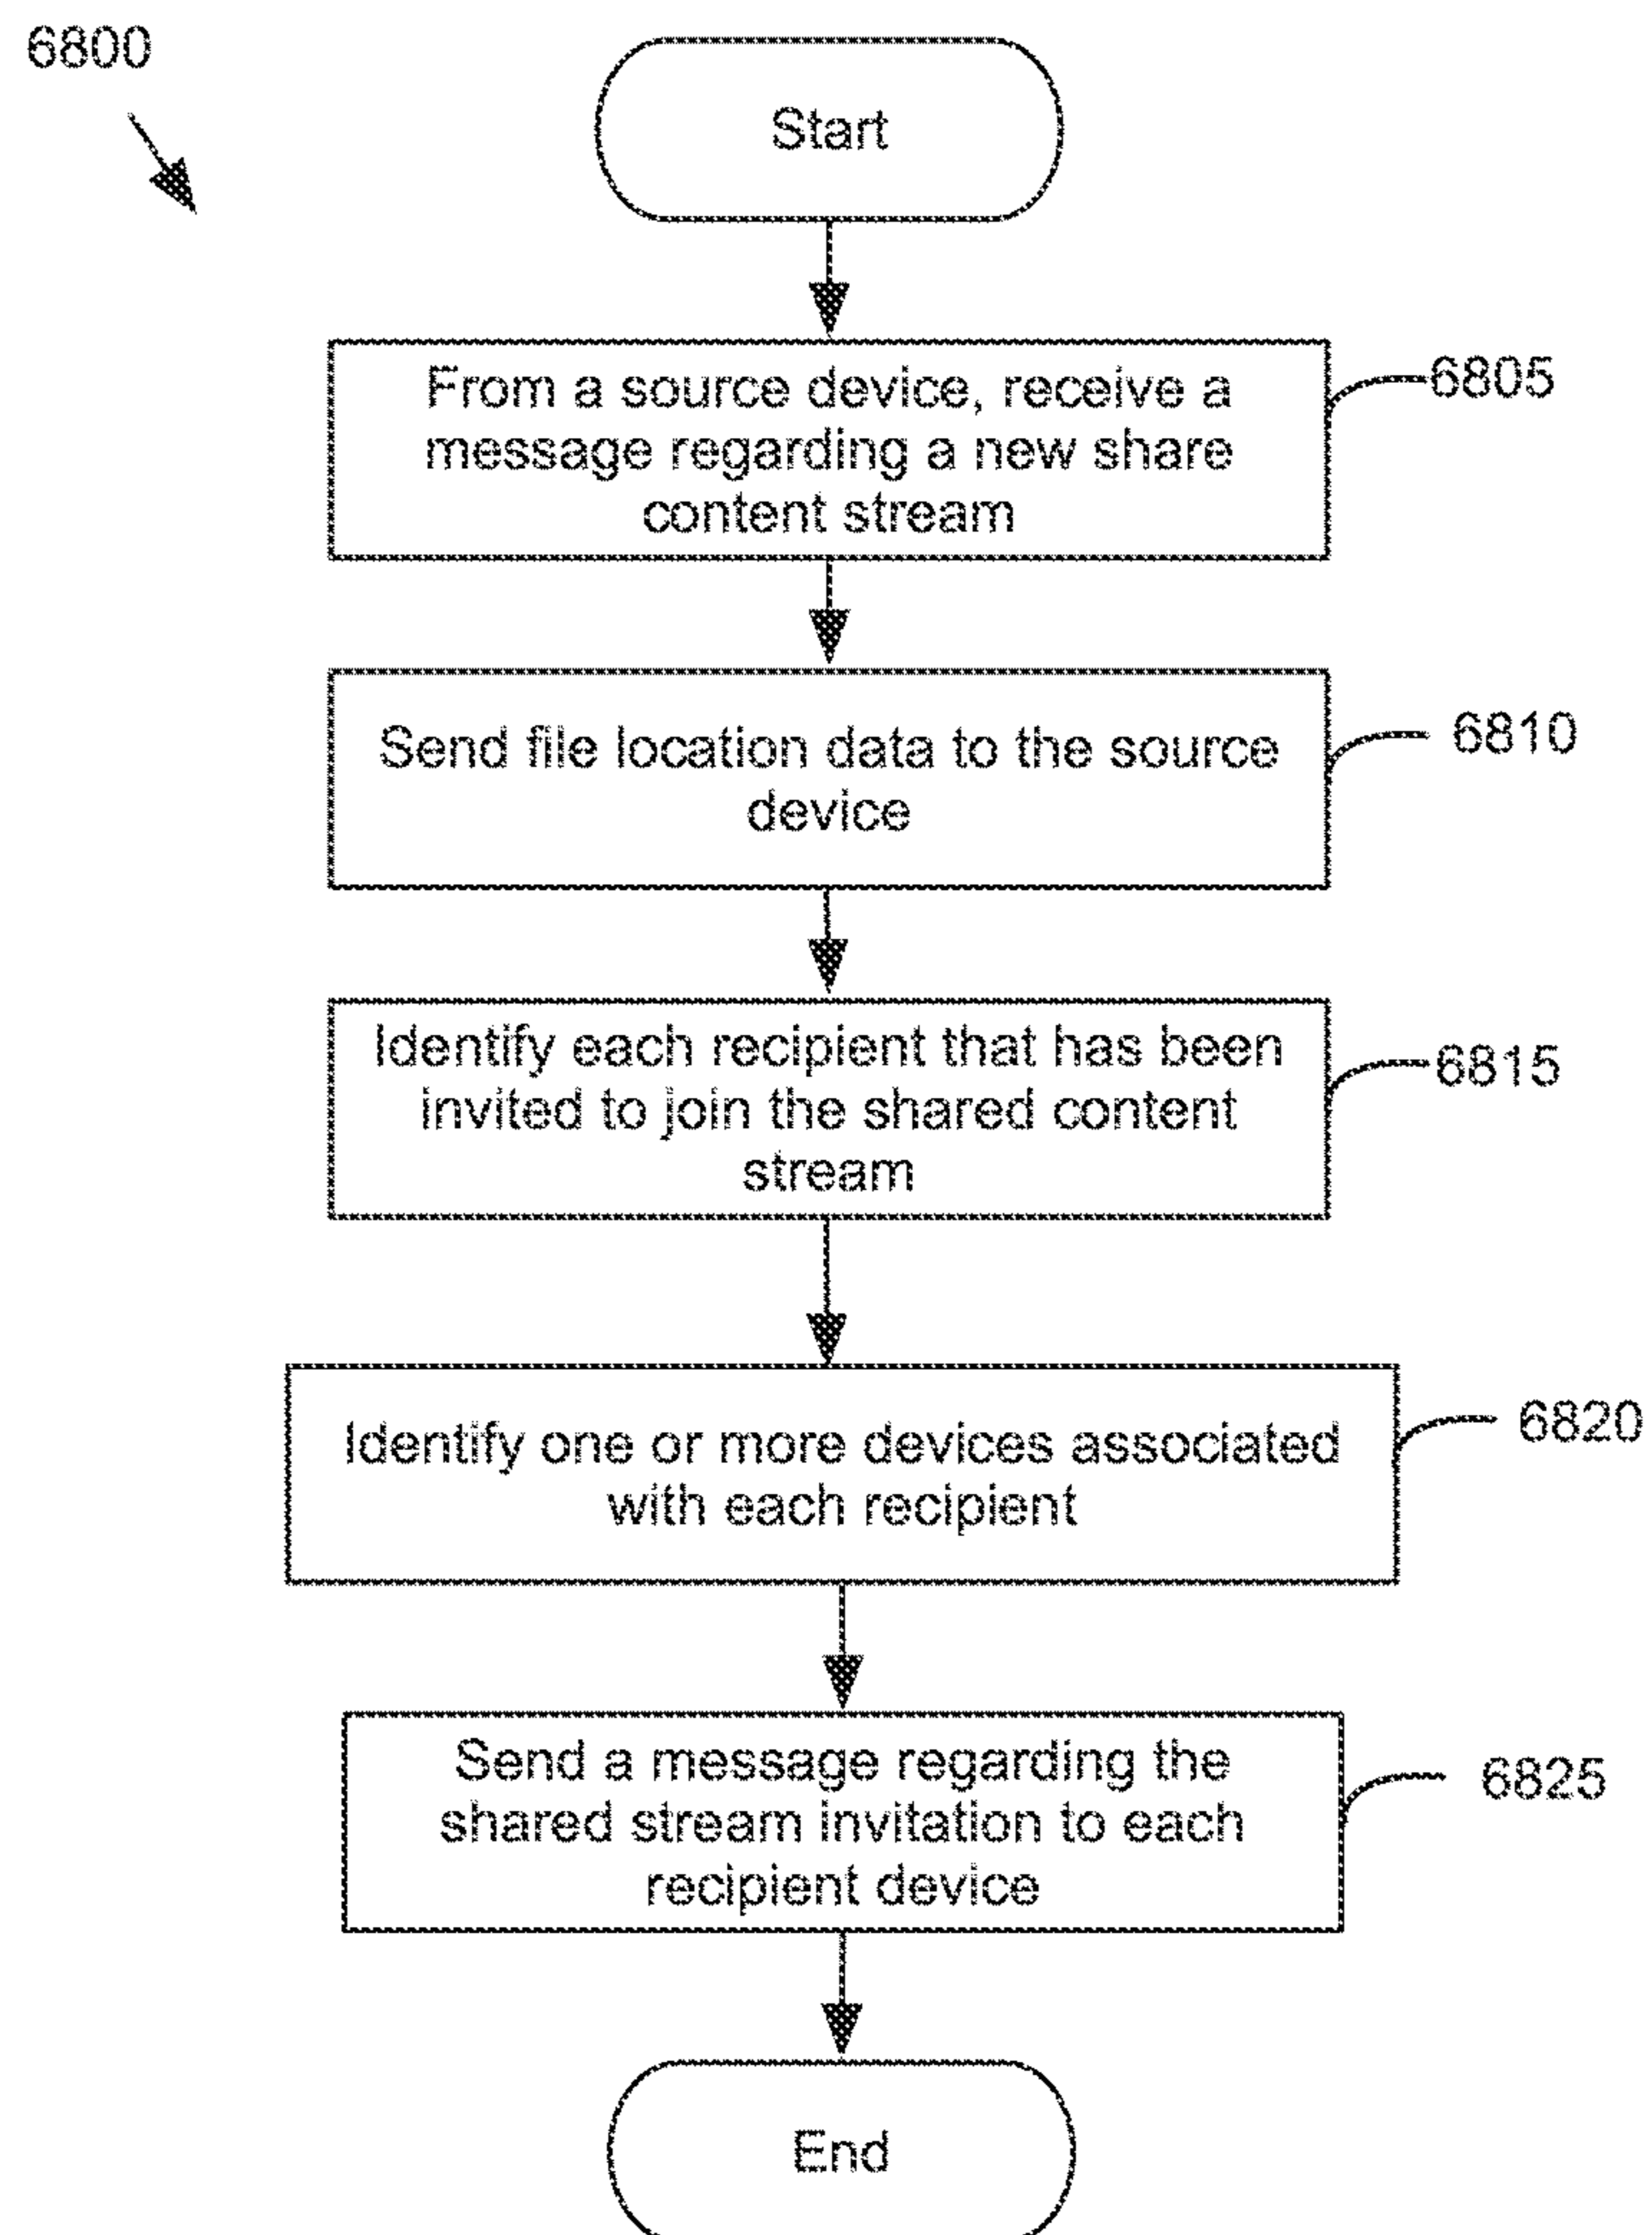 6800
Start
From a source device, receive a
message regarding a new share
content stream
6805
Send file location data to the source
device
6810
Identify each recipient that has been
invited to join the shared content
stream
6815
Identify one or more devices associated
with each recipient
6820
Send a message regarding the
shared stream invitation to each
recipient device
6825
End